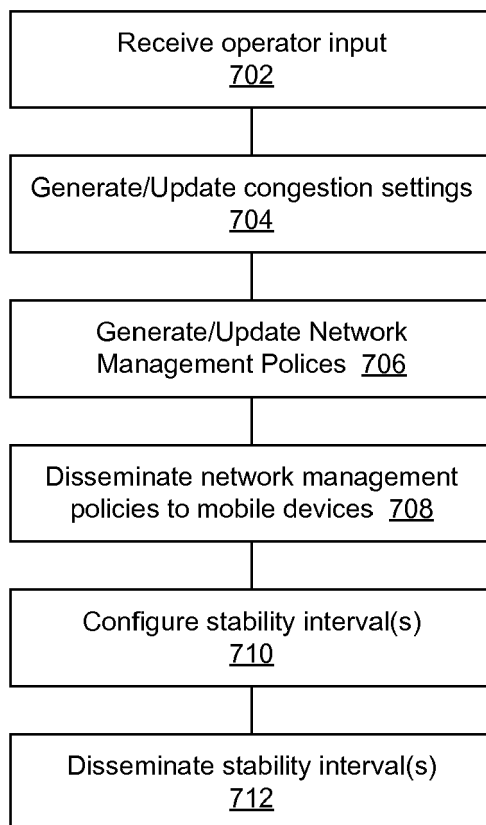 Receive operator input
702
Generate/Update congestion settings
704
Generate/Update Network
Management Polices 706
Disseminate network management
policies to mobile devices 708
Configure stability interval(s)
710
Disseminate stability interval(s)
712